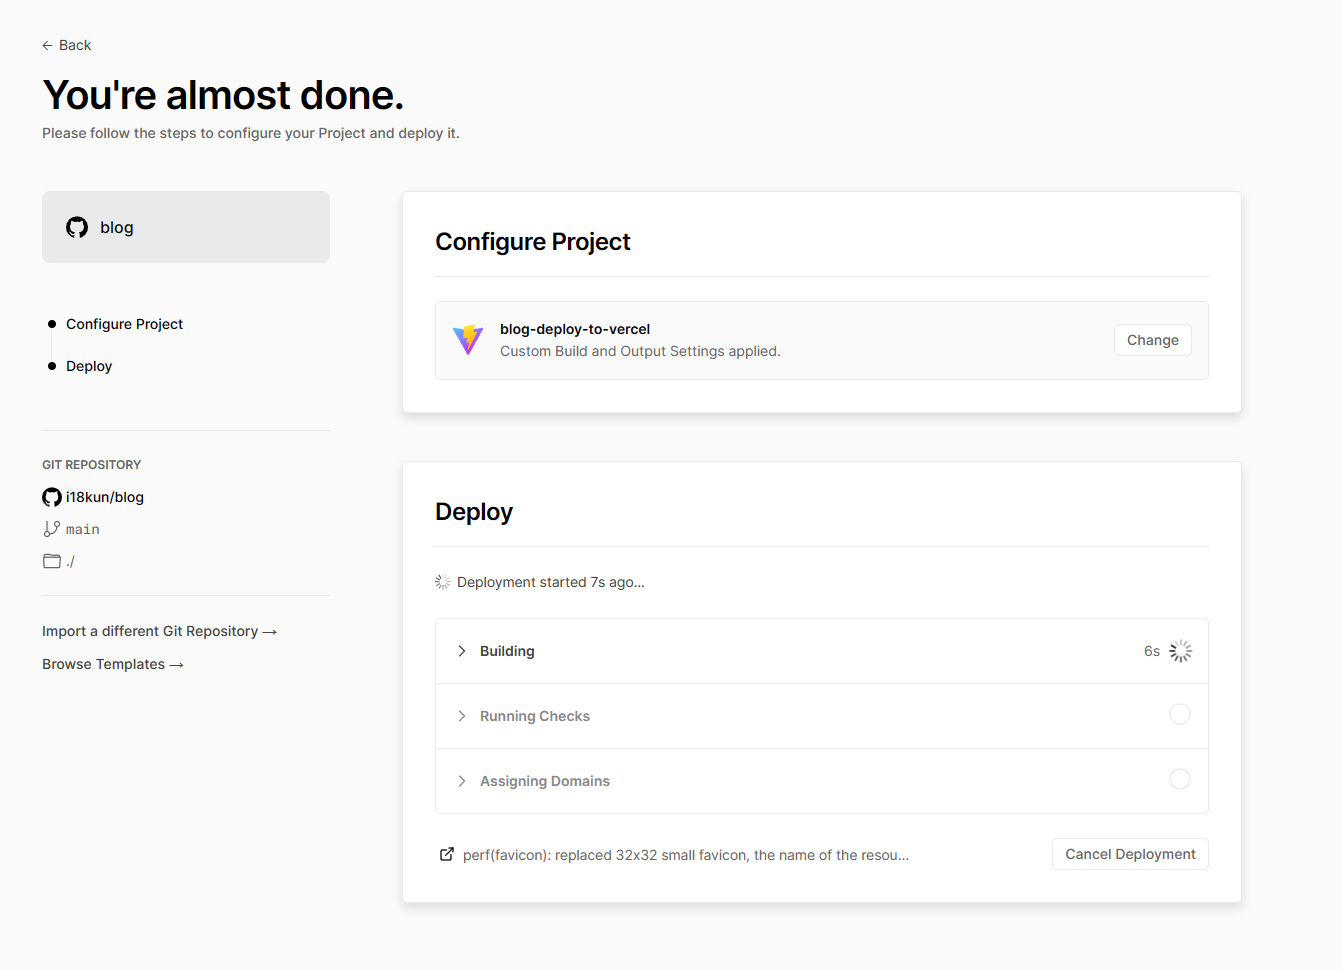 ← Back
You're almost done.
Please follow the steps to configure your Project and deploy it.
blog
Configure Project
Deploy
GIT REPOSITORY
i18kun/blog
main
./
Import a different Git Repository →
Browse Templates →
Configure Project
blog-deploy-to-vercel
Custom Build and Output Settings applied.
Change
Deploy
Deployment started 7s ago...
Building
6s
Running Checks
Assigning Domains
perf(favicon): replaced 32x32 small favicon, the name of the resou...
Cancel Deployment